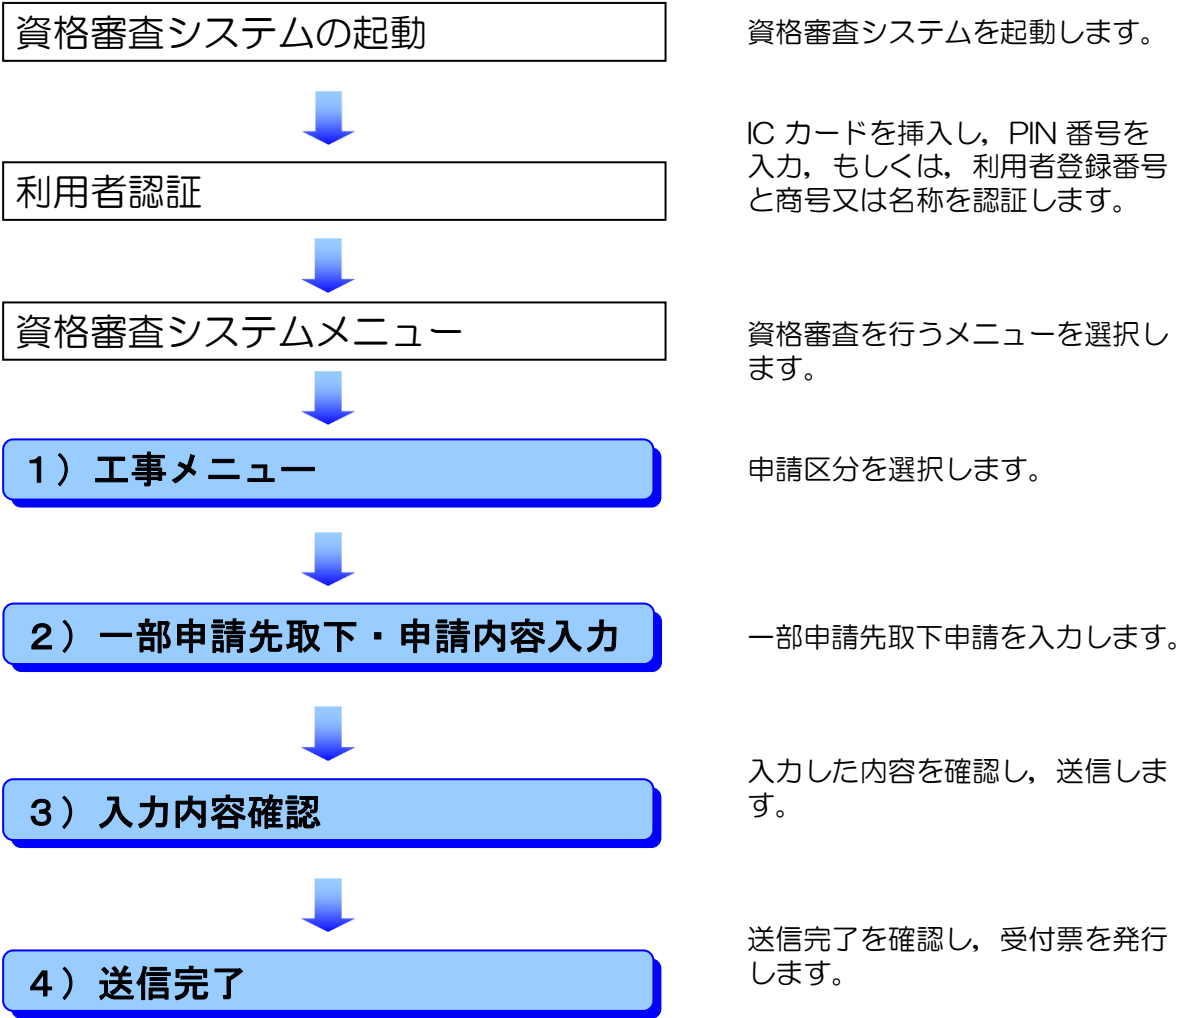 資格審査システムの起動
資格審査システムを起動します。
利用者認証
IC カードを挿入し，PIN 番号を
入力，もしくは，利用者登録番号
と商号又は名称を認証します。
資格審査システムメニュー
資格審査を行うメニューを選択し
ます。
１）工事メニュー
申請区分を選択します。
２）一部申請先取下・申請内容入力
一部申請先取下申請を入力します。
３）入力内容確認
入力した内容を確認し，送信しま
す。
４）送信完了
送信完了を確認し，受付票を発行
します。